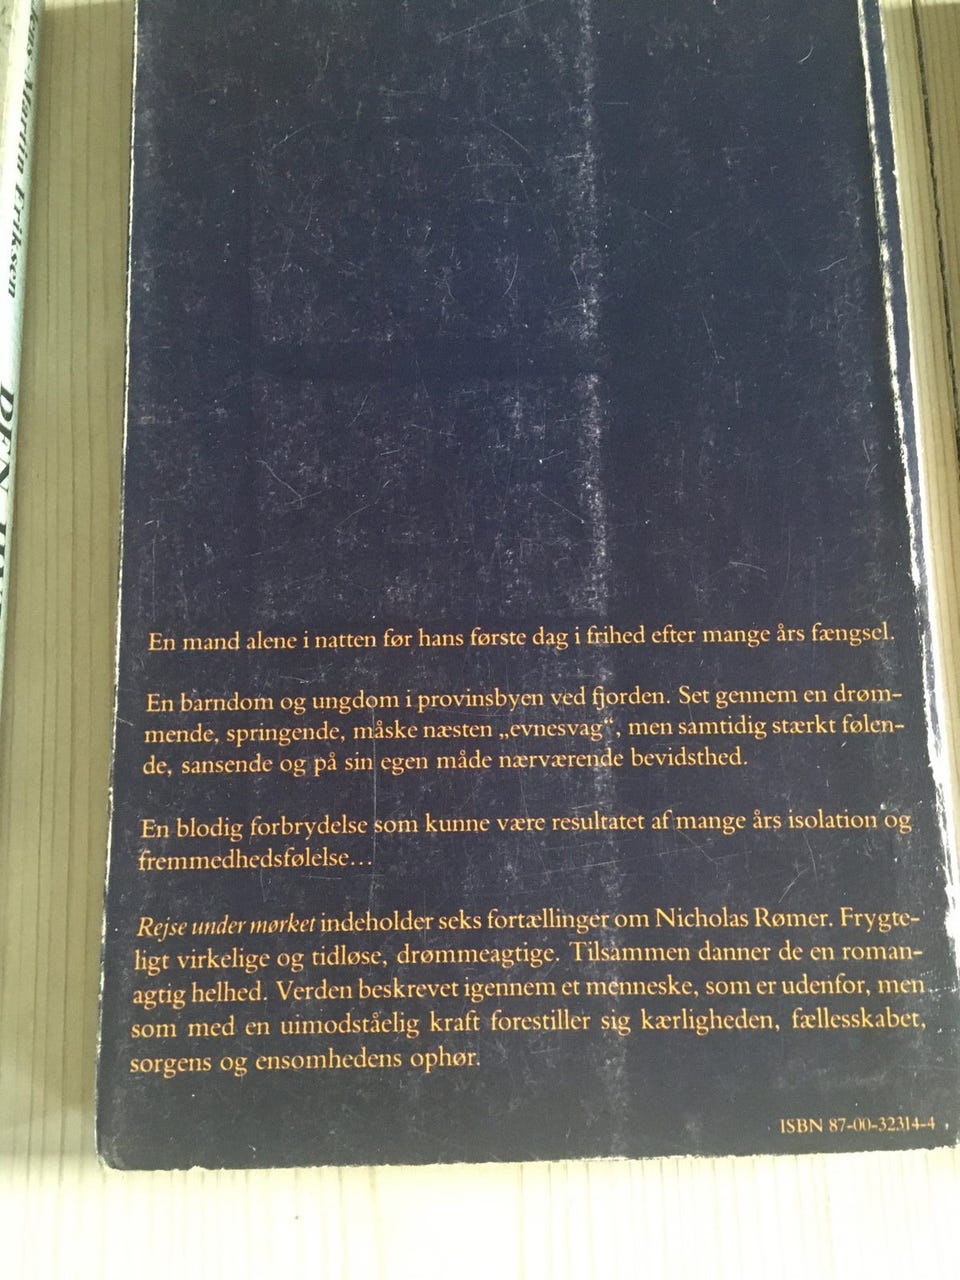 Martin Eriksen
DEN
En mand alene i natten før hans første dag i frihed efter mange års fængsel.
En barndom og ungdom i provinsbyen ved fjorden. Set gennem en drøm-
mende, springende, måske næsten „evnesvag“, men samtidig stærkt følen-
de, sansende og på sin egen måde nærværende bevidsthed.
En blodig forbrydelse som kunne være resultatet af mange års isolation og
fremmedhedsfølelse...
Rejse under mørket indeholder seks fortællinger om Nicholas Rømer. Frygte-
ligt virkelige og tidløse, drømmeagtige. Tilsammen danner de en roman-
agtig helhed. Verden beskrevet igennem et menneske, som er udenfor, men
som med en uimodståelig kraft forestiller sig kærligheden, fællesskabet,
sorgens og ensomhedens ophør.
ISBN 87-00-32314-4